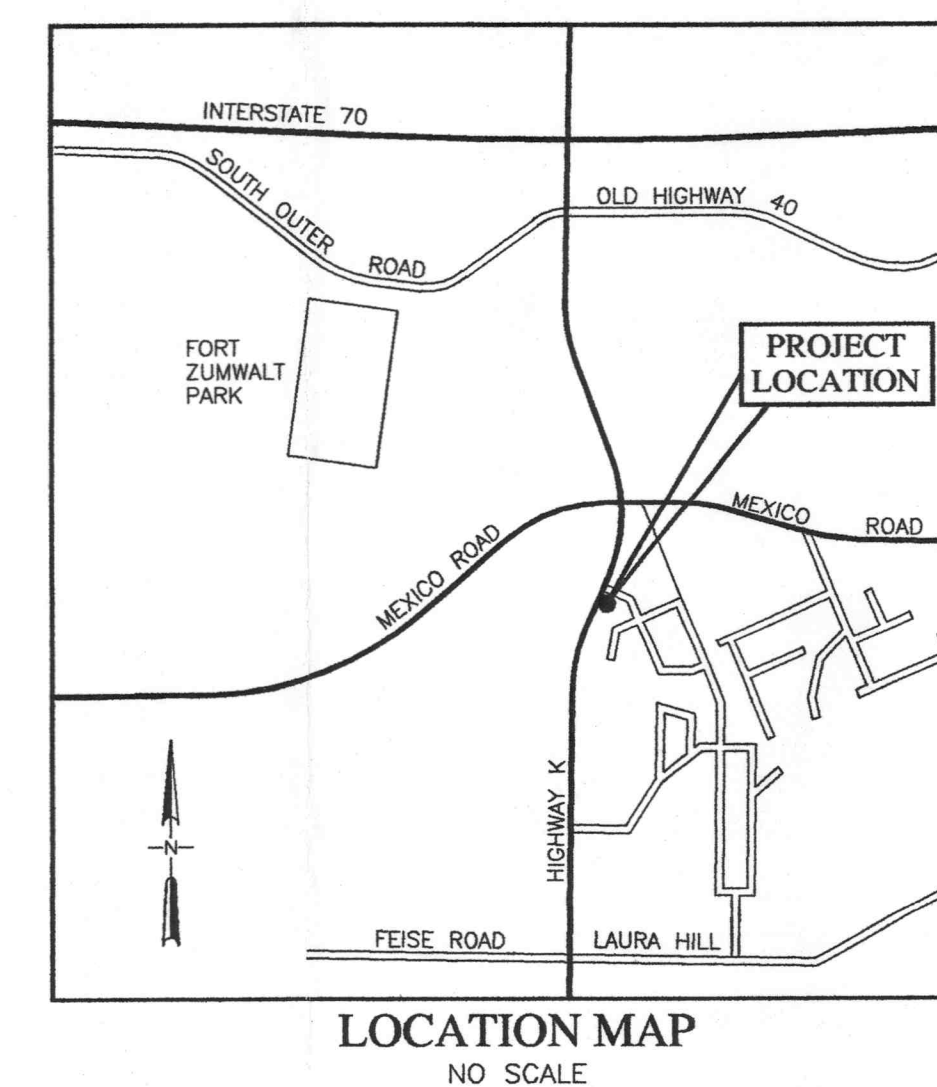 INTERSTATE 70
SOUTH OUTER ROAD
OLD HIGHWAY 40
FORT
ZUMWALT
PARK
PROJECT
LOCATION
MEXICO ROAD
MEXICO ROAD
HIGHWAY K
N
FEISE ROAD
LAURA HILL
LOCATION MAP
NO SCALE